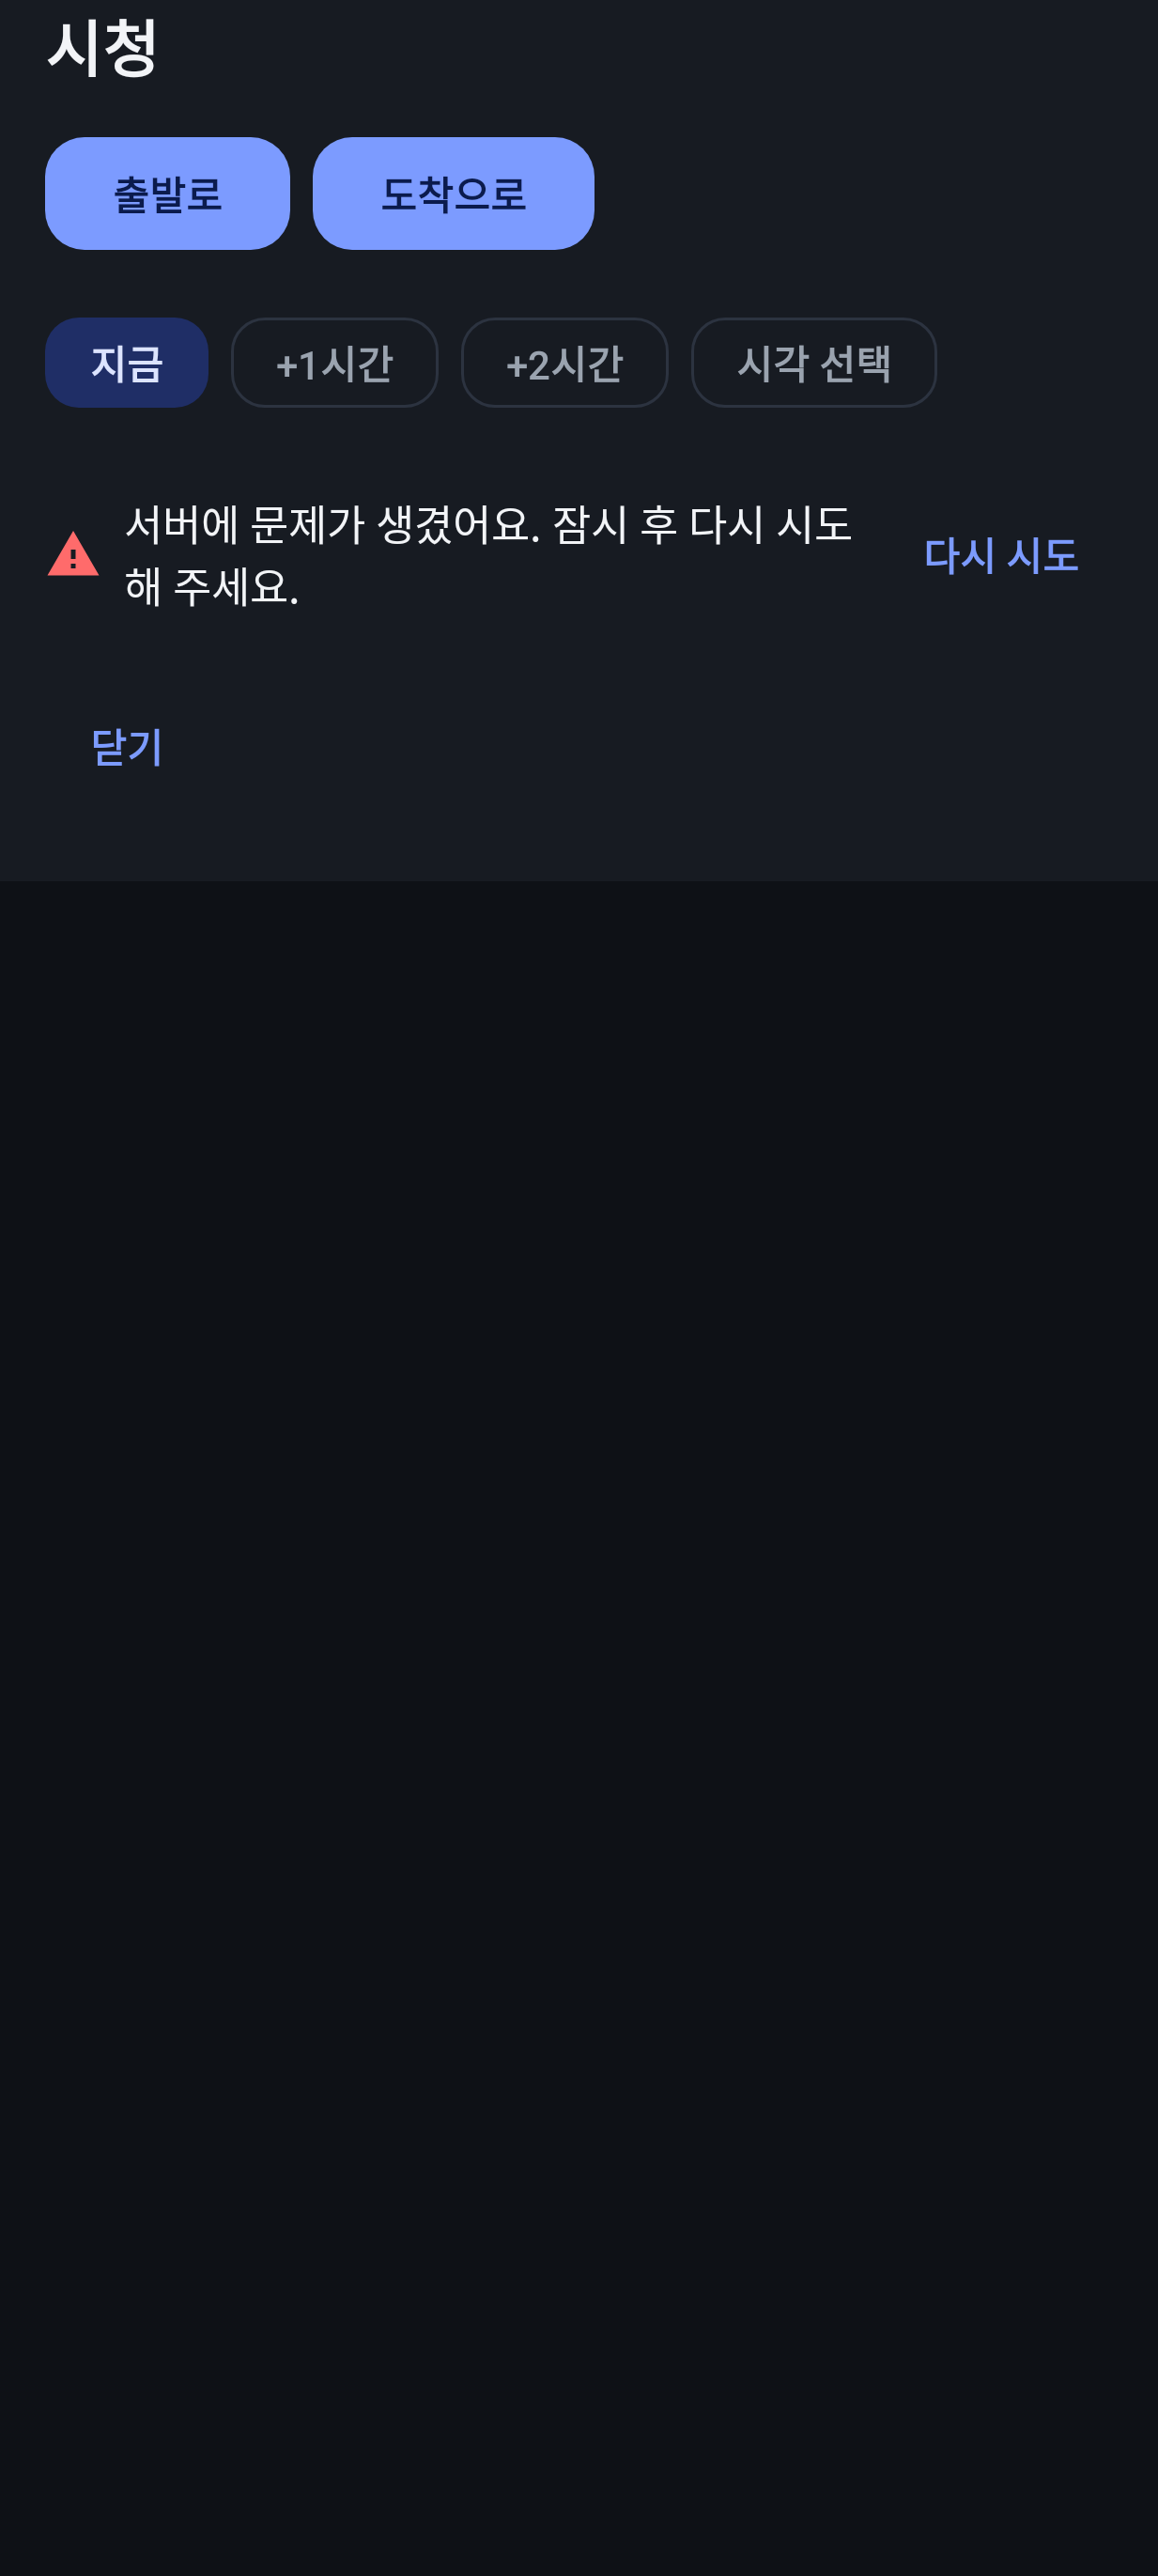 시청
출발로 도착으로
지금 +1시간 +2시간 시각 선택
서버에 문제가 생겼어요. 잠시 후 다시 시도
해 주세요.
다시 시도
닫기